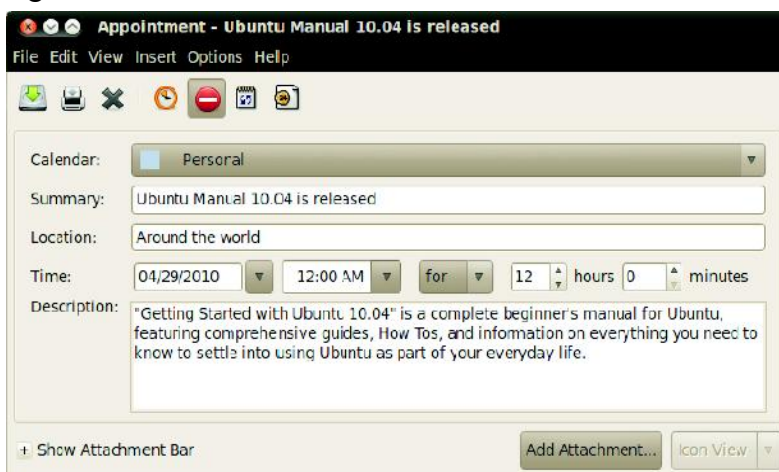 Appointment - Ubuntu Manual 10.04 is released
File Edit View Insert Options Help
Calendar: Personal
Summary: Ubuntu Manual 10.04 is released
Location: Around the world
Time: 04/29/2010 12:00 AM for 12 hours 0 minutes
Description: "Getting Started with Ubuntu 10.04" is a complete beginner's manual for Ubuntu,
featuring comprehensive guides, How Tos, and information on everything you need to
know to settle into using Ubuntu as part of your everyday life.
+ Show Attachment Bar Add Attachment... Icon View